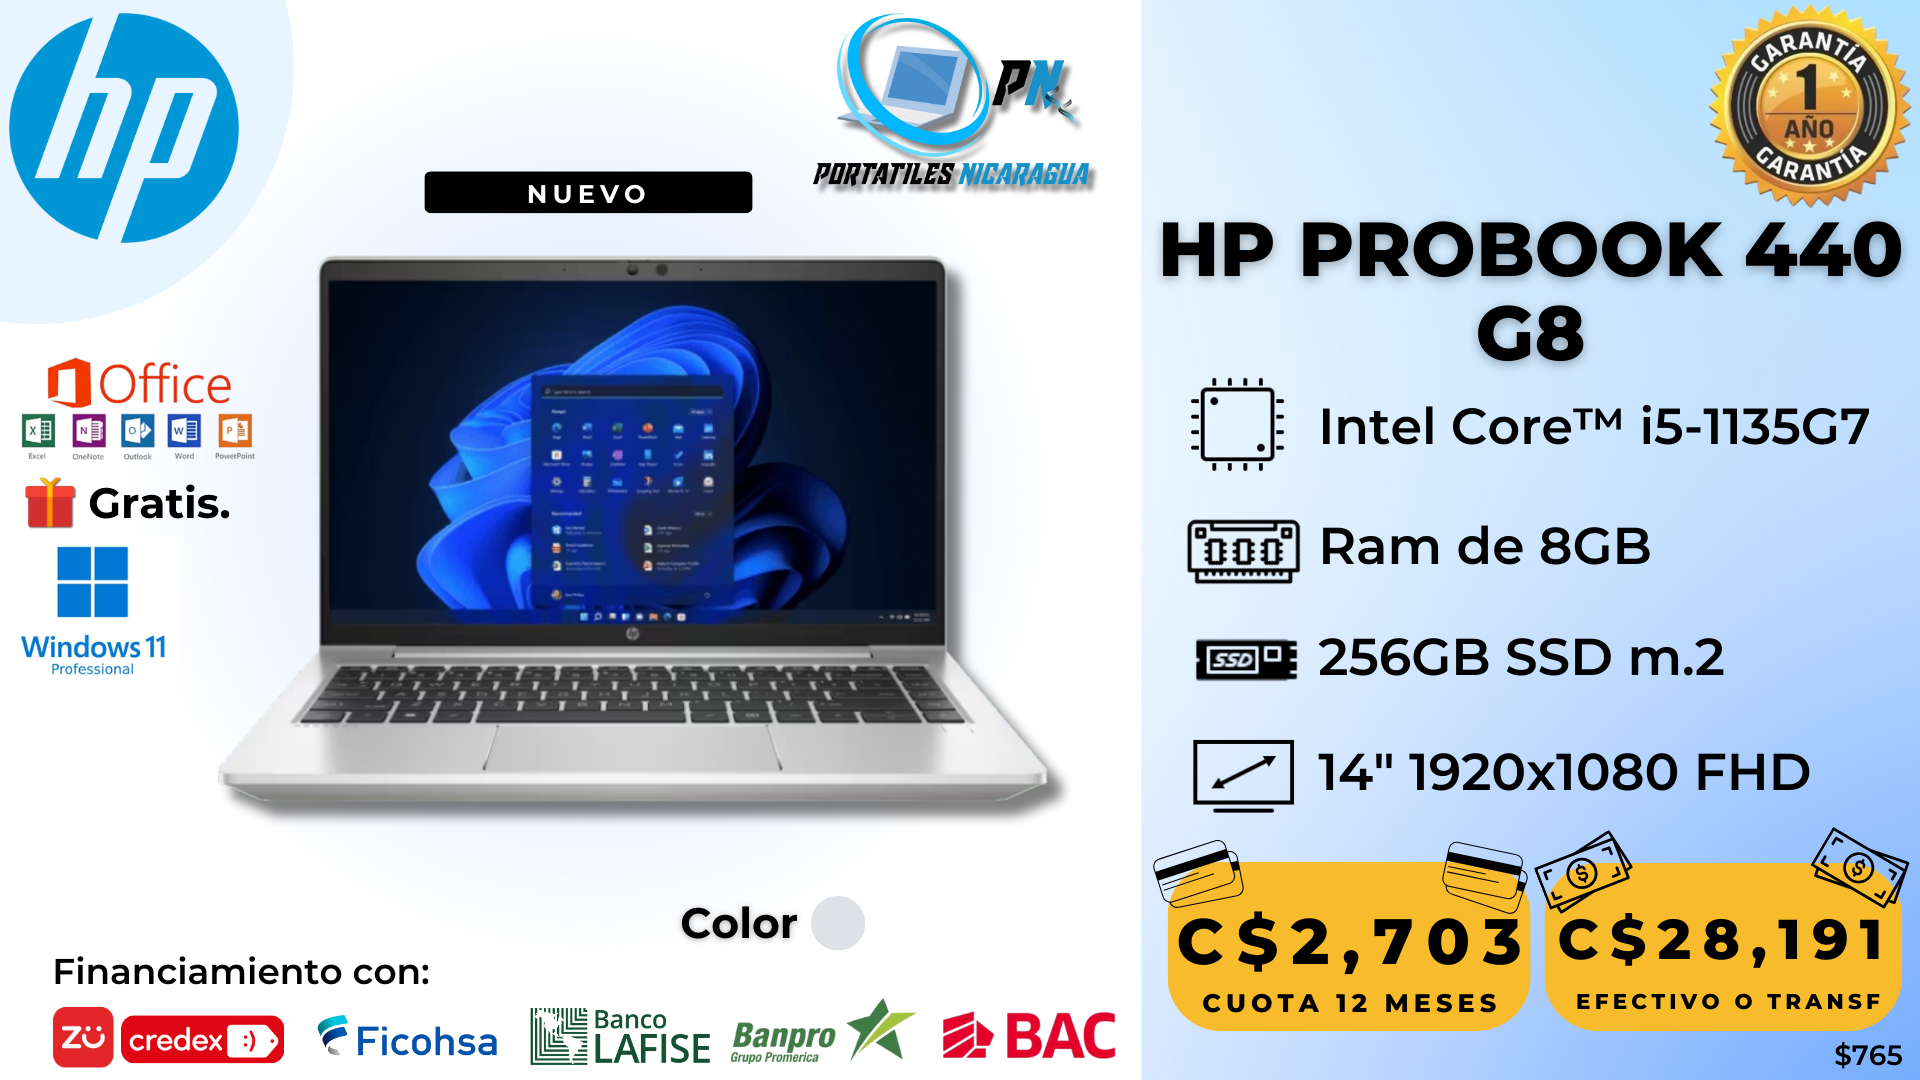 hp
PN
PORTATILES NICARAGUA
NUEVO
GARANTÍA
1
AÑO
GARANTÍA
HP PROBOOK 440
G8
Office
Excel
OneNote
Outlook
Word
PowerPoint
Gratis.
Windows 11
Professional
Intel Core™ i5-1135G7
Ram de 8GB
SSD
256GB SSD m.2
14" 1920x1080 FHD
Color
Financiamiento con:
zü
credex :)
Ficohsa
Banco
LAFISE
Banpro
Grupo Promerica
BAC
C$2,703
CUOTA 12 MESES
C$28,191
EFECTIVO O TRANSF
$765